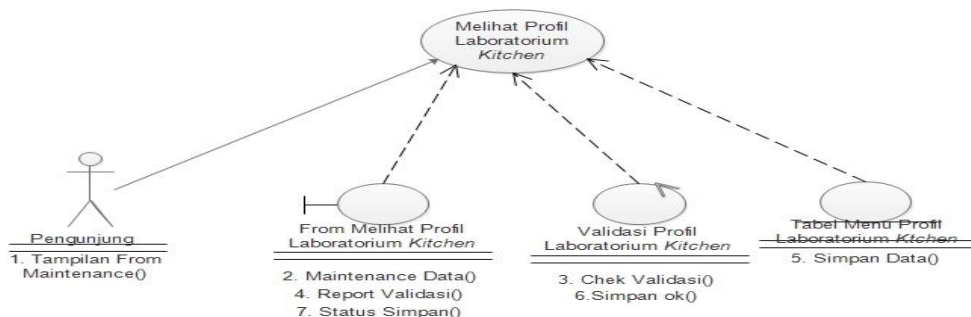 Melihat Profil
Laboratorium
Kitchen
Pengunjung
1. Tampilan From
Maintenance()
From Melihat Profil
Laboratorium Kitchen
2. Maintenance Data()
4. Report Validasi()
7. Status Simpan()
Validasi Profil
Laboratorium Kitchen
3. Chek Validasi()
6.Simpan ok()
Tabel Menu Profil
Laboratorium Ktchen
5. Simpan Data()